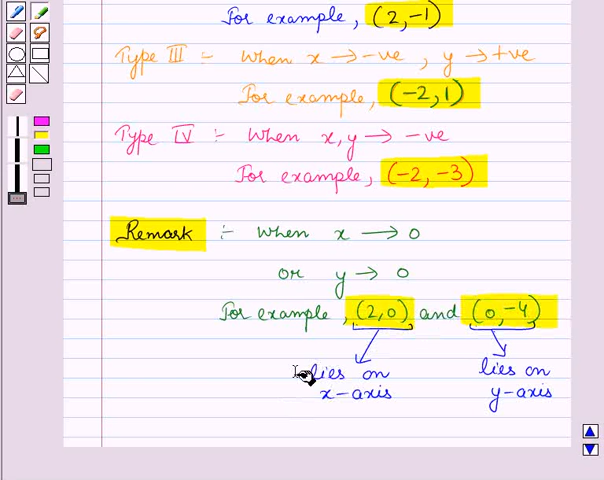 For example, (2,-1)
Type III :- When x → -ve , y → +ve
For example, (-2,1)
Type IV :- When x,y → -ve
For example, (-2,-3)
Remark :- When x → 0
or y → 0
For example, (2,0) and (0,-4)
lies on x-axis
lies on y-axis